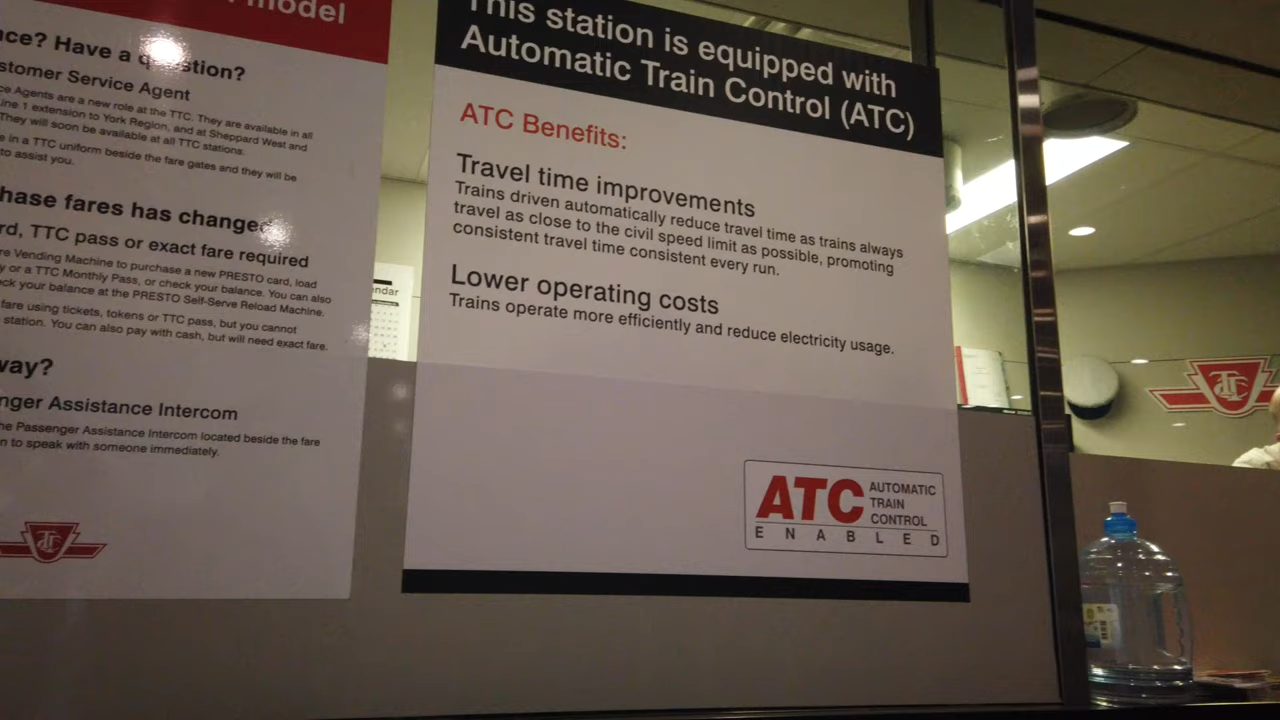 model
Have a question?
Customer Service Agent
Agents are a new role at the TTC. They are available in all
Line 1 extension to York Region, and at Sheppard West and
They will soon be available at all TTC stations.
in a TTC uniform beside the fare gates and they will be
to assist you.
fares has changed
TTC pass or exact fare required
Vending Machine to purchase a new PRESTO card, load
or a TTC Monthly Pass, or check your balance. You can also
your balance at the PRESTO Self-Serve Reload Machine.
fare using tickets, tokens or TTC pass, but you cannot
station. You can also pay with cash, but will need exact fare.
way?
Assistance Intercom
the Passenger Assistance Intercom located beside the fare
to speak with someone immediately.
TTC
This station is equipped with
Automatic Train Control (ATC)
ATC Benefits:
Travel time improvements
Trains driven automatically reduce travel time as trains always
travel as close to the civil speed limit as possible, promoting
consistent travel time consistent every run.
Lower operating costs
Trains operate more efficiently and reduce electricity usage.
ATC
AUTOMATIC
TRAIN
CONTROL
ENABLED
TTC